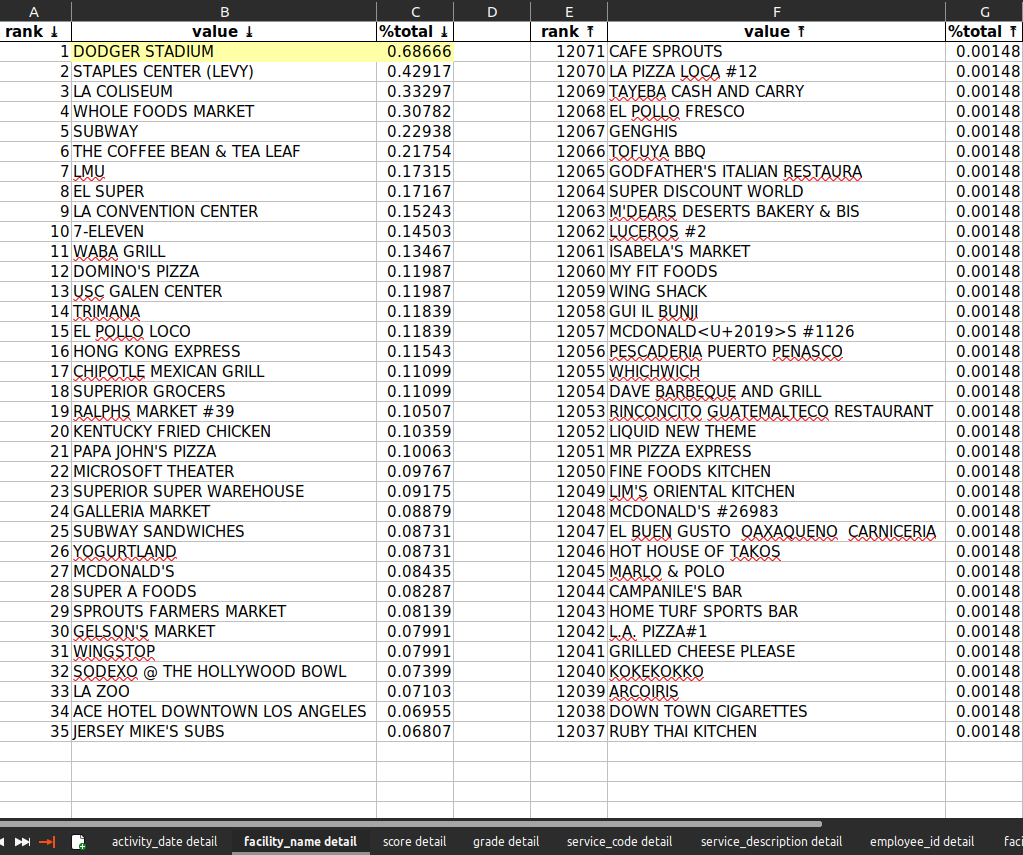 A B C D E F G
rank ⤓ value ⤓ %total ⤓ rank ⤒ value ⤒ %total ⤒
1 DODGER STADIUM 0.68666 12071 CAFE SPROUTS 0.00148
2 STAPLES CENTER (LEVY) 0.42917 12070 LA PIZZA LOCA #12 0.00148
3 LA COLISEUM 0.33297 12069 TAYEBA CASH AND CARRY 0.00148
4 WHOLE FOODS MARKET 0.30782 12068 EL POLLO FRESCO 0.00148
5 SUBWAY 0.22938 12067 GENGHIS 0.00148
6 THE COFFEE BEAN & TEA LEAF 0.21754 12066 TOFUYA BBQ 0.00148
7 LMU 0.17315 12065 GODFATHER'S ITALIAN RESTAURA 0.00148
8 EL SUPER 0.17167 12064 SUPER DISCOUNT WORLD 0.00148
9 LA CONVENTION CENTER 0.15243 12063 M'DEARS DESERTS BAKERY & BIS 0.00148
10 7-ELEVEN 0.14503 12062 LUCEROS #2 0.00148
11 WABA GRILL 0.13467 12061 ISABELA'S MARKET 0.00148
12 DOMINO'S PIZZA 0.11987 12060 MY FIT FOODS 0.00148
13 USC GALEN CENTER 0.11987 12059 WING SHACK 0.00148
14 TRIMANA 0.11839 12058 GUI IL BUNJI 0.00148
15 EL POLLO LOCO 0.11839 12057 MCDONALD<U+2019>S #1126 0.00148
16 HONG KONG EXPRESS 0.11543 12056 PESCADERIA PUERTO PENASCO 0.00148
17 CHIPOTLE MEXICAN GRILL 0.11099 12055 WHICHWICH 0.00148
18 SUPERIOR GROCERS 0.11099 12054 DAVE BARBEQUE AND GRILL 0.00148
19 RALPHS MARKET #39 0.10507 12053 RINCONCITO GUATEMALTECO RESTAURANT 0.00148
20 KENTUCKY FRIED CHICKEN 0.10359 12052 LIQUID NEW THEME 0.00148
21 PAPA JOHN'S PIZZA 0.10063 12051 MR PIZZA EXPRESS 0.00148
22 MICROSOFT THEATER 0.09767 12050 FINE FOODS KITCHEN 0.00148
23 SUPERIOR SUPER WAREHOUSE 0.09175 12049 LIM'S ORIENTAL KITCHEN 0.00148
24 GALLERIA MARKET 0.08879 12048 MCDONALD'S #26983 0.00148
25 SUBWAY SANDWICHES 0.08731 12047 EL BUEN GUSTO OAXAQUENO CARNICERIA 0.00148
26 YOGURTLAND 0.08731 12046 HOT HOUSE OF TAKOS 0.00148
27 MCDONALD'S 0.08435 12045 MARLO & POLO 0.00148
28 SUPER A FOODS 0.08287 12044 CAMPANILE'S BAR 0.00148
29 SPROUTS FARMERS MARKET 0.08139 12043 HOME TURF SPORTS BAR 0.00148
30 GELSON'S MARKET 0.07991 12042 L.A. PIZZA#1 0.00148
31 WINGSTOP 0.07991 12041 GRILLED CHEESE PLEASE 0.00148
32 SODEXO @ THE HOLLYWOOD BOWL 0.07399 12040 KOKEKOKKO 0.00148
33 LA ZOO 0.07103 12039 ARCOIRIS 0.00148
34 ACE HOTEL DOWNTOWN LOS ANGELES 0.06955 12038 DOWN TOWN CIGARETTES 0.00148
35 JERSEY MIKE'S SUBS 0.06807 12037 RUBY THAI KITCHEN 0.00148
activity_date detail facility_name detail score detail grade detail service_code detail service_description detail employee_id detail faci